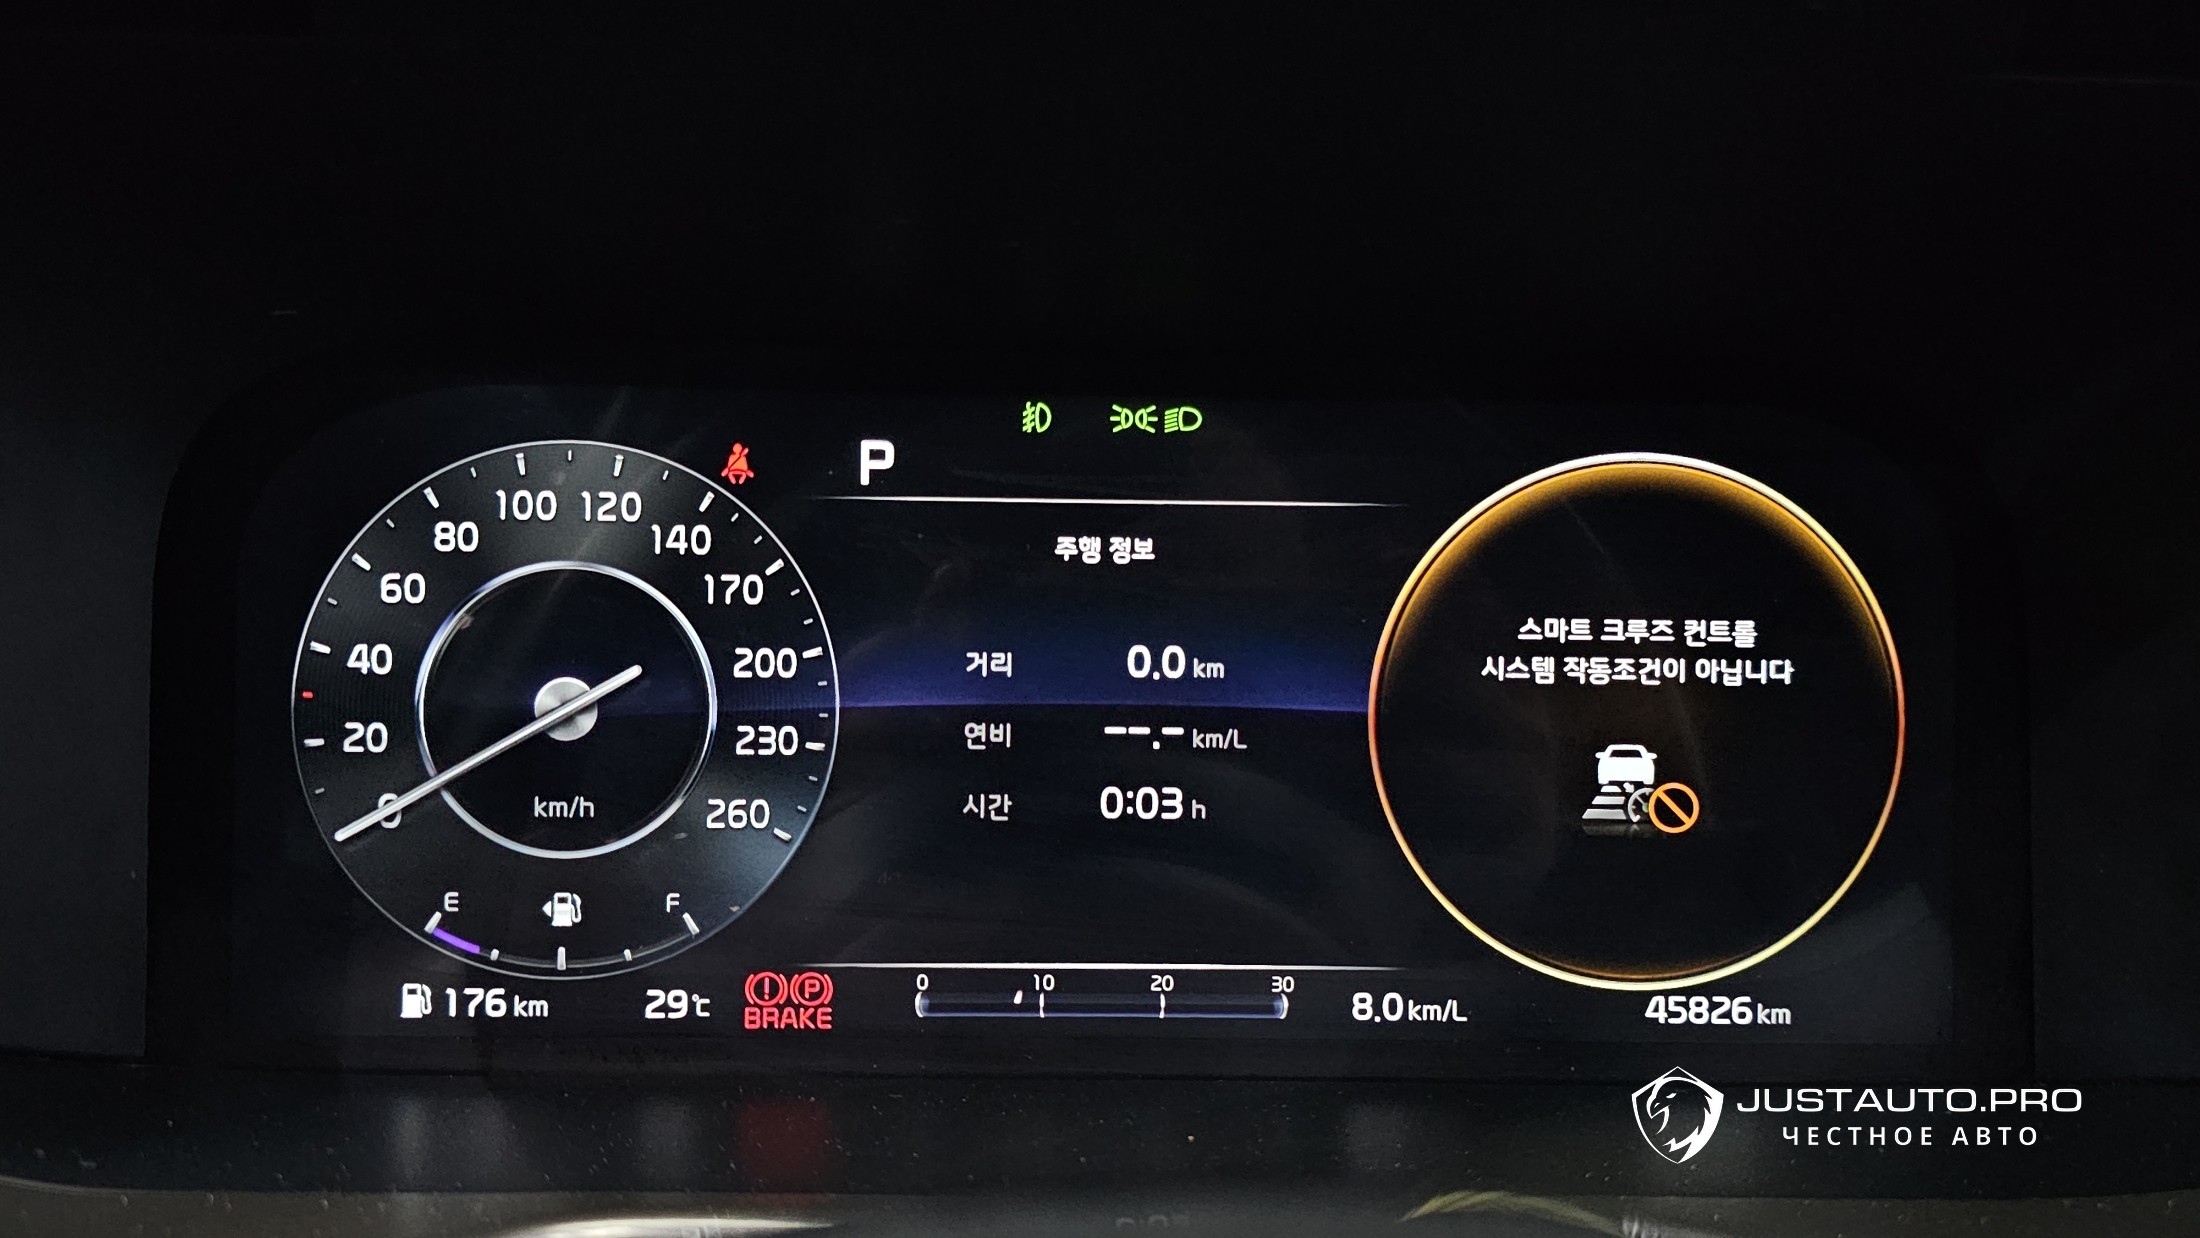 P
100 120
80 140
60 170
40 200
20 230
0 260
km/h
E F
주행 정보
거리 0.0 km
연비 --.- km/L
시간 0:03 h
스마트 크루즈 컨트롤
시스템 작동조건이 아닙니다
0 10 20 30
176 km
29℃
(!)(P)
BRAKE
8.0 km/L
45826 km
JUSTAUTO.PRO
ЧЕСТНОЕ АВТО